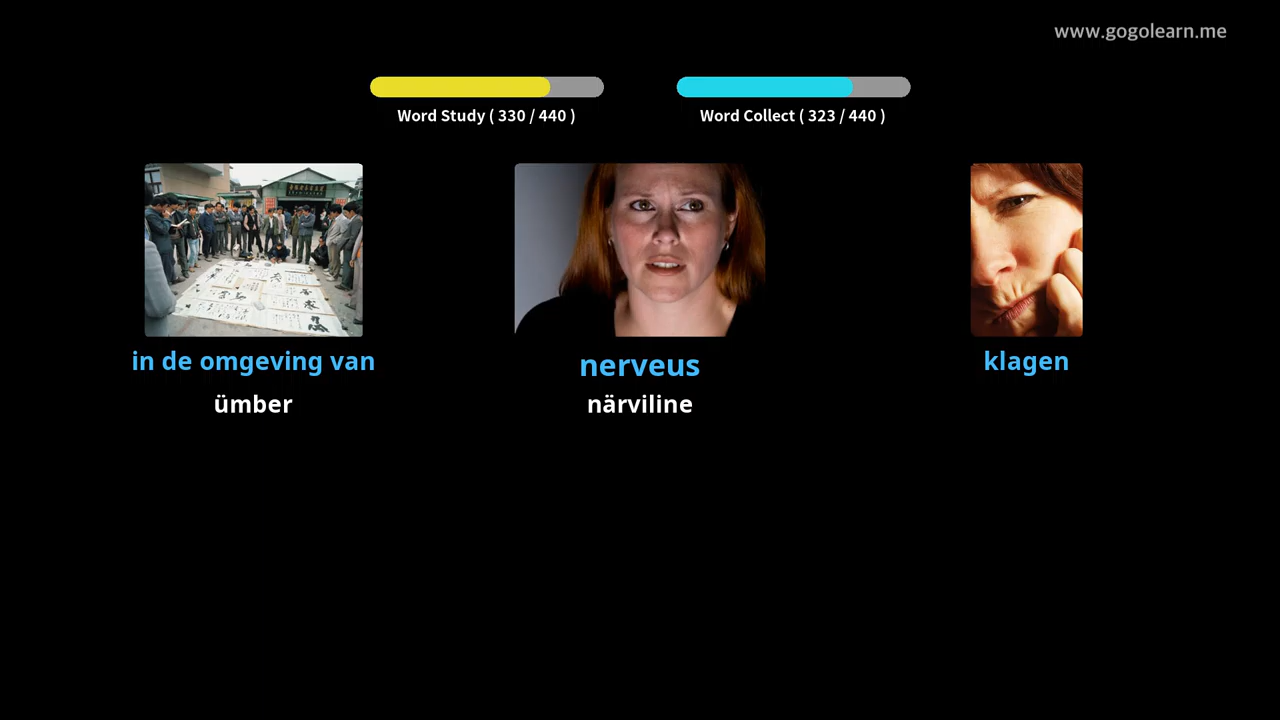 www.gogolearn.me
Word Study ( 330 / 440 )
Word Collect ( 323 / 440 )
in de omgeving van
nerveus
klagen
ümber
närviline